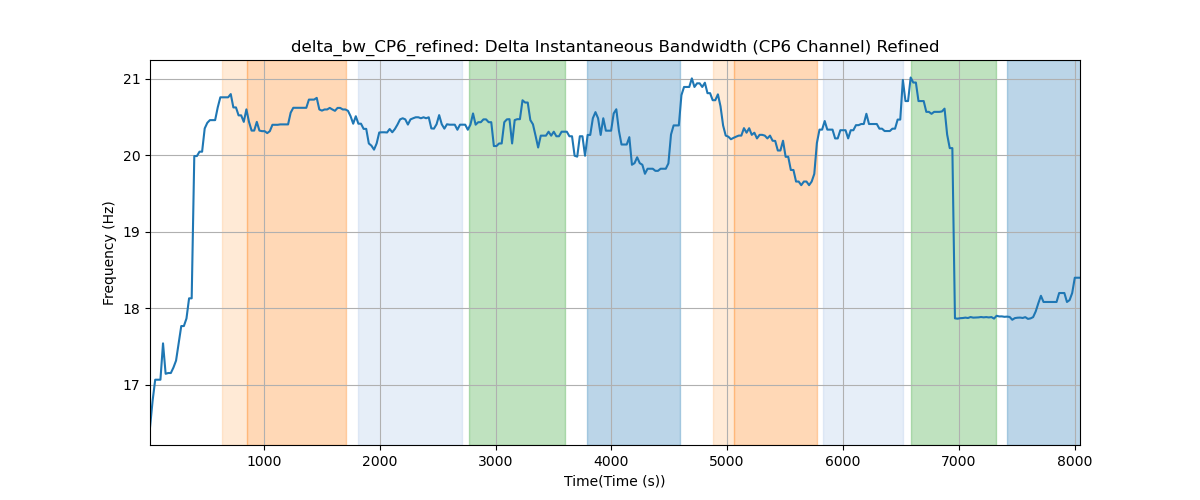 delta_bw_CP6_refined: Delta Instantaneous Bandwidth (CP6 Channel) Refined
21
20
19
18
17
Frequency (Hz)
1000 2000 3000 4000 5000 6000 7000 8000
Time(Time (s))